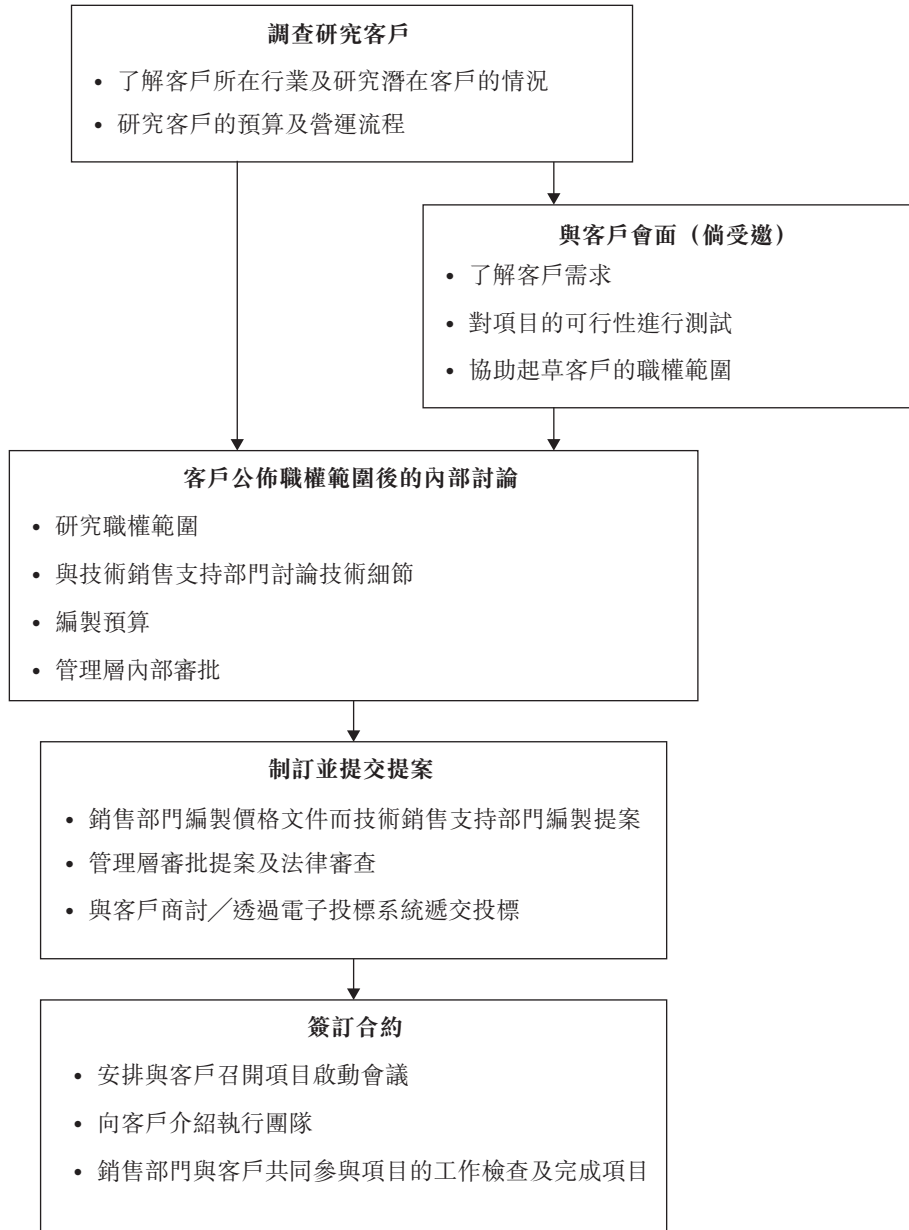 調查研究客戶
• 了解客戶所在行業及研究潛在客戶的情況
• 研究客戶的預算及營運流程
與客戶會面（倘受邀）
• 了解客戶需求
• 對項目的可行性進行測試
• 協助起草客戶的職權範圍
客戶公佈職權範圍後的內部討論
• 研究職權範圍
• 與技術銷售支持部門討論技術細節
• 編製預算
• 管理層內部審批
制訂並提交提案
• 銷售部門編製價格文件而技術銷售支持部門編製提案
• 管理層審批提案及法律審查
• 與客戶商討／透過電子投標系統遞交投標
簽訂合約
• 安排與客戶召開項目啟動會議
• 向客戶介紹執行團隊
• 銷售部門與客戶共同參與項目的工作檢查及完成項目